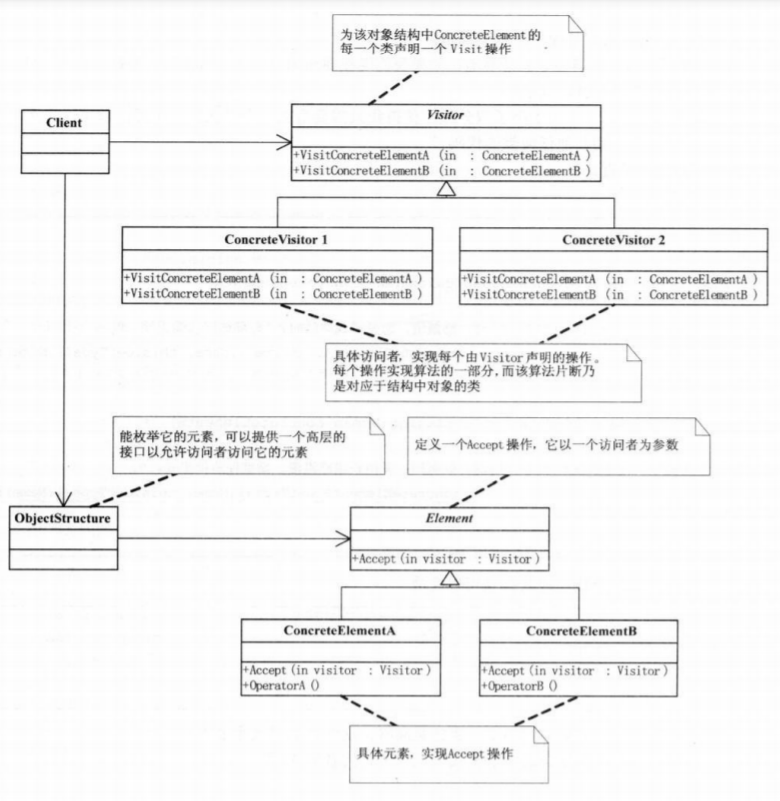 为该对象结构中ConcreteElement的
每一个类声明一个 Visit 操作
Client
Visitor
+VisitConcreteElementA (in : ConcreteElementA )
+VisitConcreteElementB (in : ConcreteElementB )
ConcreteVisitor 1
+VisitConcreteElementA (in : ConcreteElementA )
+VisitConcreteElementB (in : ConcreteElementB )
ConcreteVisitor 2
+VisitConcreteElementA (in : ConcreteElementA )
+VisitConcreteElementB (in : ConcreteElementB )
具体访问者，实现每个由Visitor 声明的操作。
每个操作实现算法的一部分，而该算法片断乃
是对应于结构中对象的类
能枚举它的元素，可以提供一个高层的
接口以允许访问者访问它的元素
定义一个Accept 操作，它以一个访问者为参数
ObjectStructure
Element
+Accept (in visitor : Visitor )
ConcreteElementA
+Accept (in visitor : Visitor )
+OperatorA ()
ConcreteElementB
+Accept (in visitor : Visitor )
+OperatorB ()
具体元素，实现Accept 操作